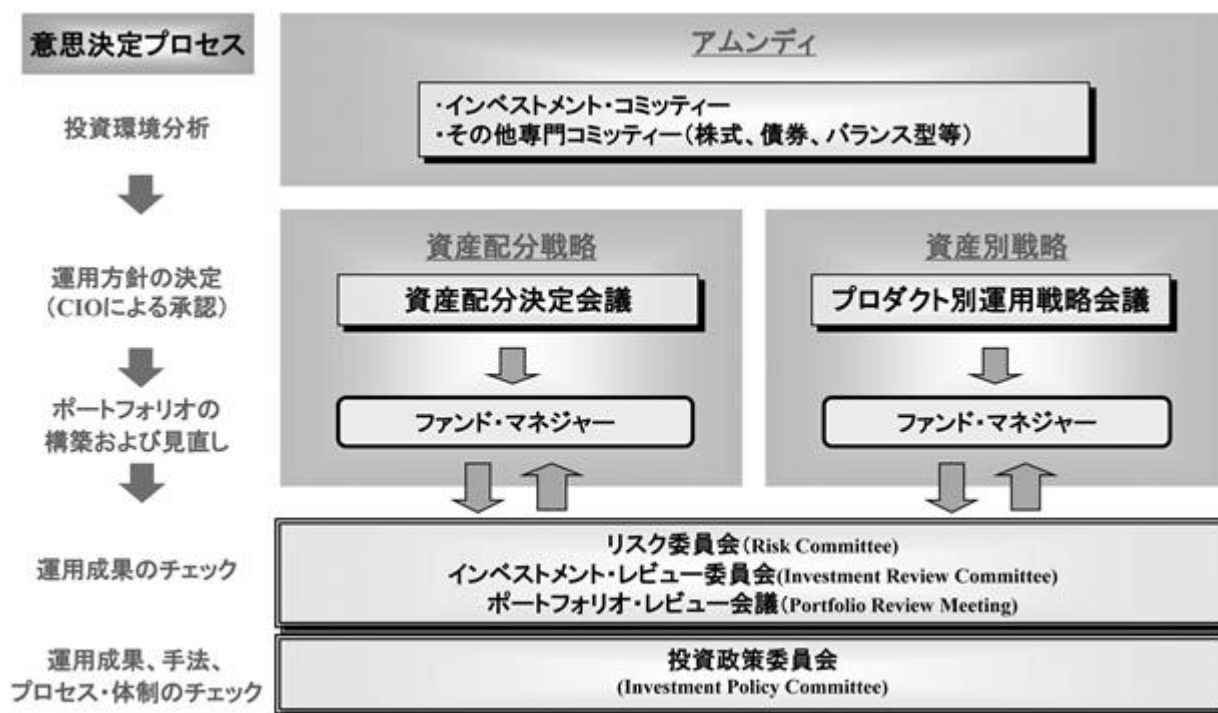 意思決定プロセス
アムンディ
投資環境分析
・インベストメント・コミッティー
・その他専門コミッティー（株式、債券、バランス型等）
運用方針の決定
（CIOによる承認）
資産配分戦略
資産配分決定会議
ファンド・マネジャー
資産別戦略
プロダクト別運用戦略会議
ファンド・マネジャー
ポートフォリオの
構築および見直し
運用成果のチェック
リスク委員会（Risk Committee）
インベストメント・レビュー委員会(Investment Review Committee)
ポートフォリオ・レビュー会議（Portfolio Review Meeting)
運用成果、手法、
プロセス・体制のチェック
投資政策委員会
(Investment Policy Committee)